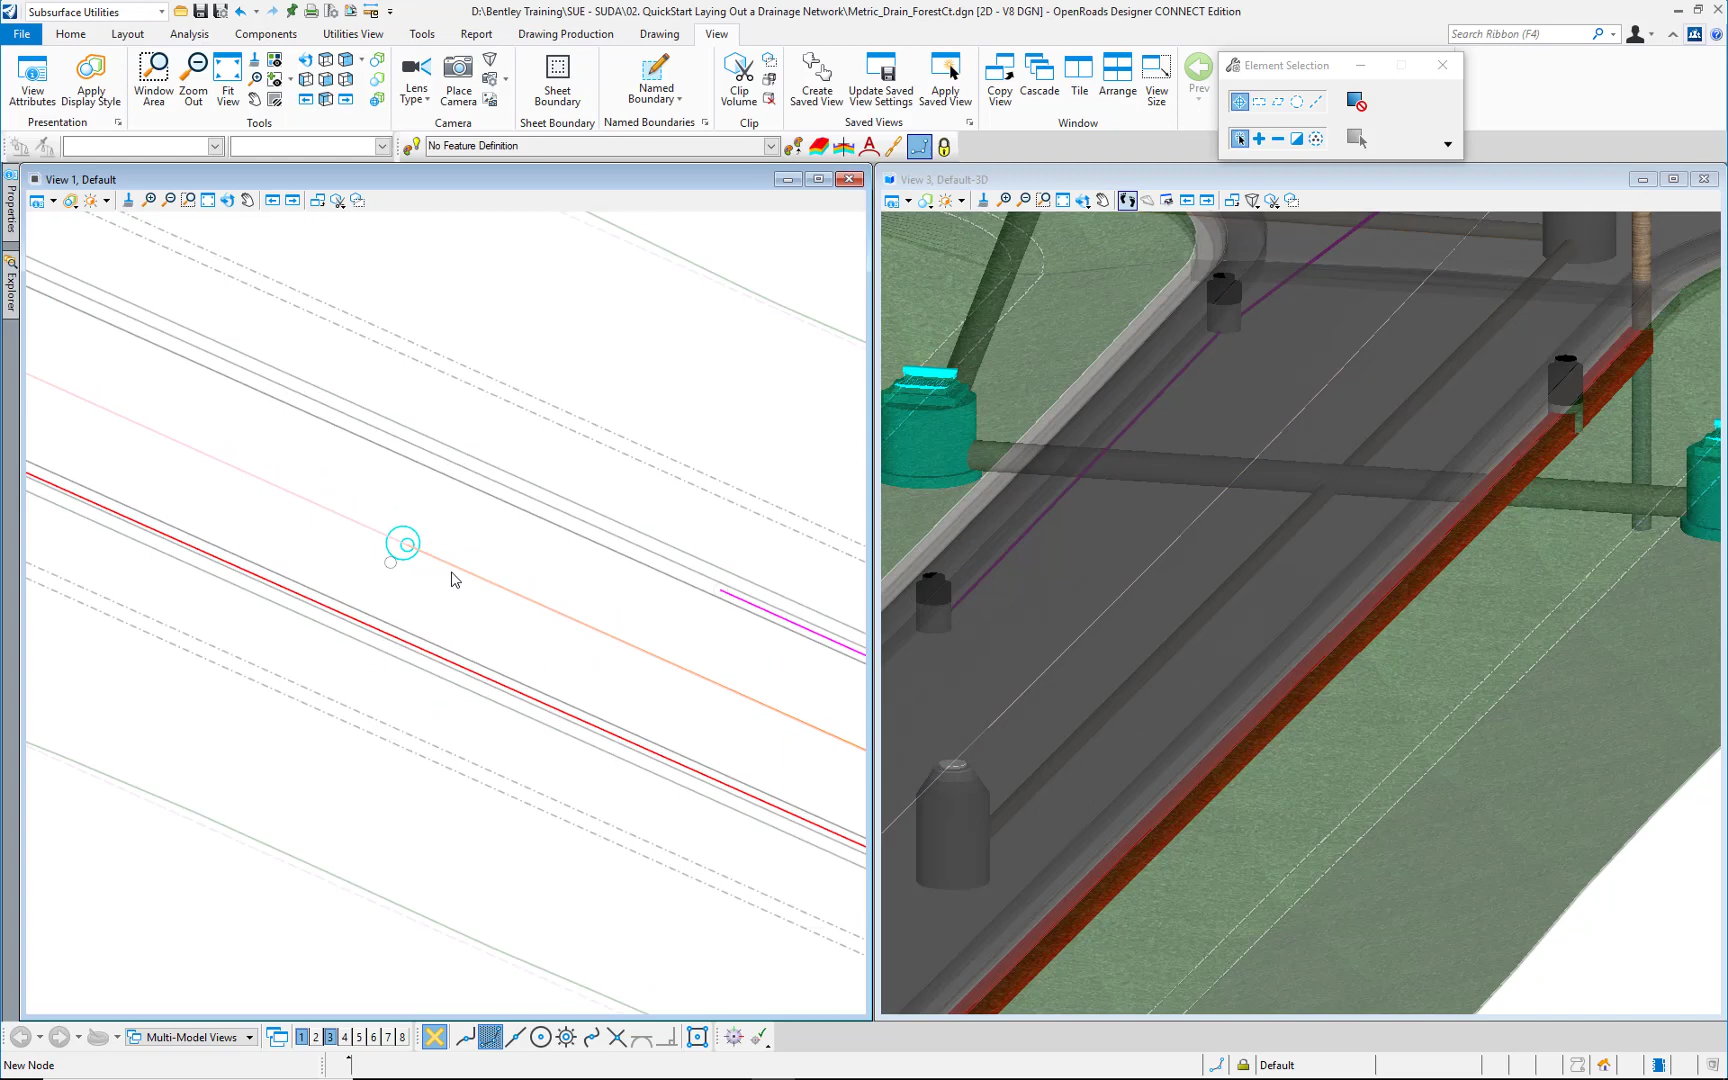 Subsurface Utilities
D:\Bentley Training\SUE - SUDA\02. QuickStart Laying Out a Drainage Network\Metric_Drain_ForestCt.dgn [2D - V8 DGN] - OpenRoads Designer CONNECT Edition
File Home Layout Analysis Components Utilities View Tools Report Drawing Production Drawing View
Search Ribbon (F4)
View Attributes
Apply Display Style
Presentation
Window Area
Zoom Out
Fit View
Tools
Lens Type
Place Camera
Camera
Sheet Boundary
Sheet Boundary
Named Boundary
Named Boundaries
Clip Volume
Clip
Create Saved View
Update Saved View Settings
Apply Saved View
Saved Views
Copy View
Cascade
Tile
Arrange
View Size
Window
Prev
Element Selection
No Feature Definition
View 1, Default
View 3, Default-3D
Properties
Explorer
Multi-Model Views
1 2 3 4 5 6 7 8
New Node
Default